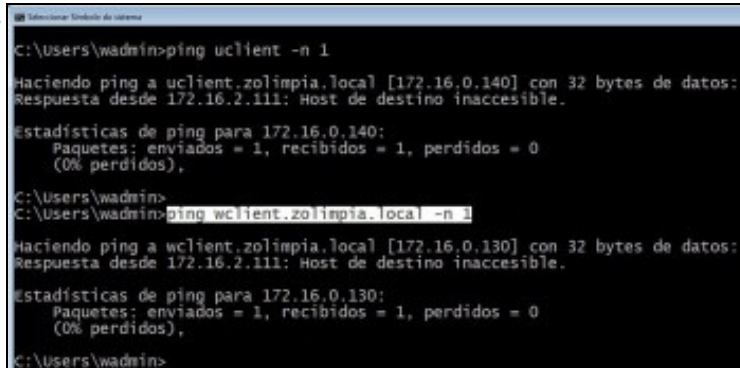 Seleccionar Símbolo do sistema
C:\Users\wadmin>ping uclient -n 1
Haciendo ping a uclient.zolimpia.local [172.16.0.140] con 32 bytes de datos:
Respuesta desde 172.16.2.111: Host de destino inaccesible.
Estadísticas de ping para 172.16.0.140:
Paquetes: enviados = 1, recibidos = 1, perdidos = 0
(0% perdidos),
C:\Users\wadmin>
C:\Users\wadmin>ping wclient.zolimpia.local -n 1
Haciendo ping a wclient.zolimpia.local [172.16.0.130] con 32 bytes de datos:
Respuesta desde 172.16.2.111: Host de destino inaccesible.
Estadísticas de ping para 172.16.0.130:
Paquetes: enviados = 1, recibidos = 1, perdidos = 0
(0% perdidos),
C:\Users\wadmin>